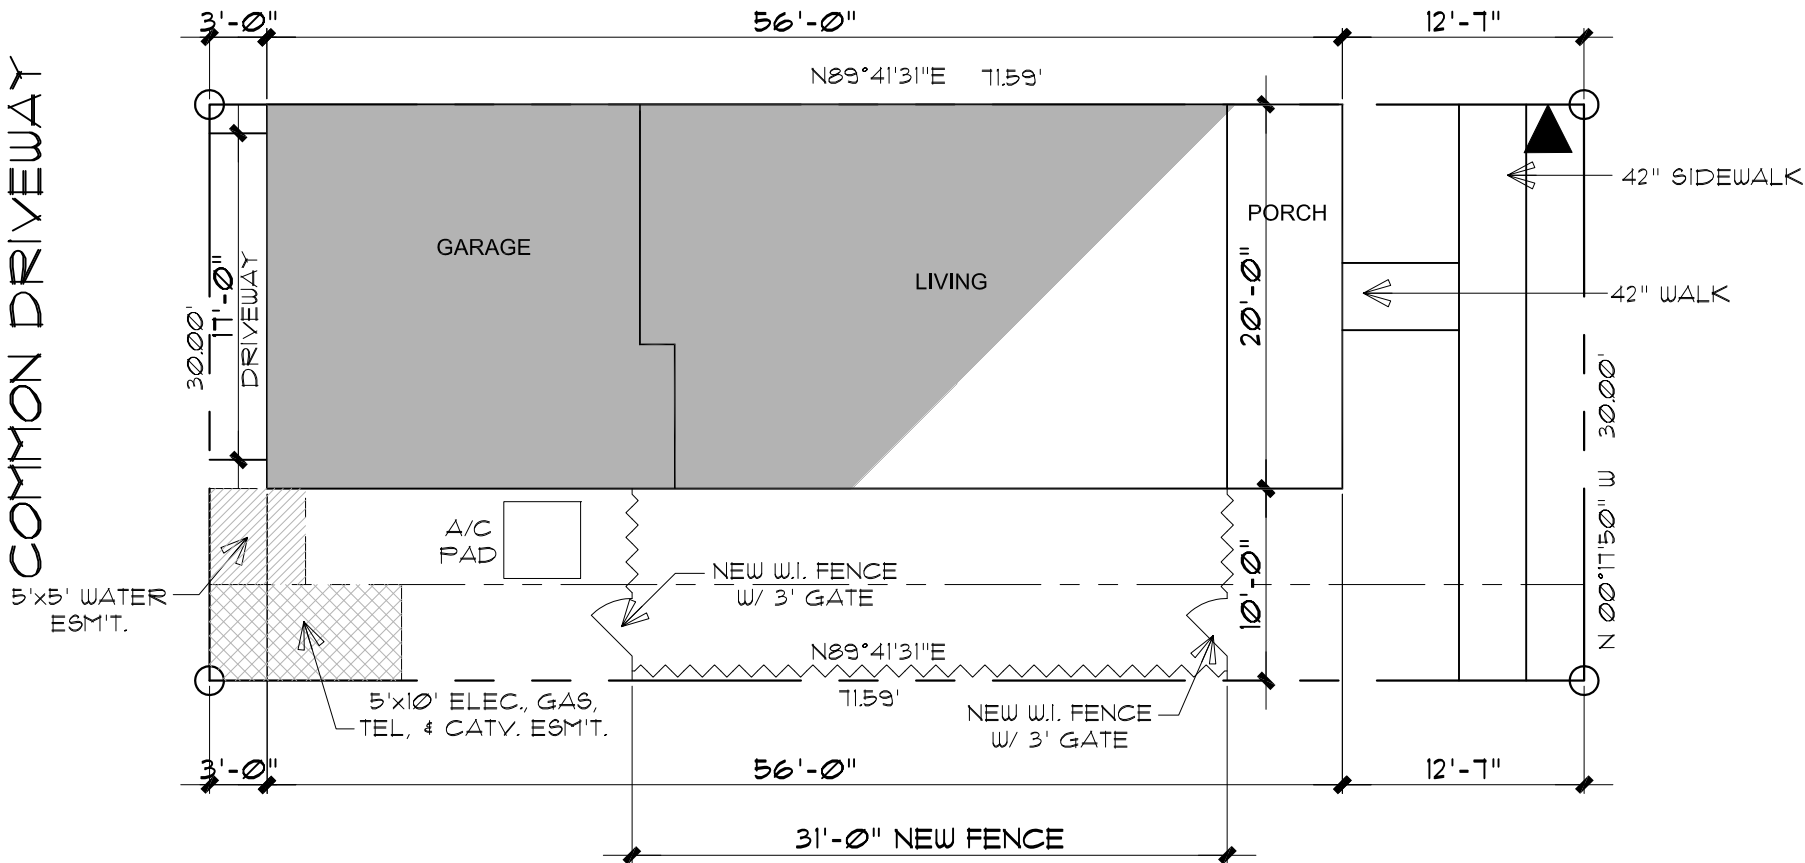 3'-0"
56'-0"
12'-7"
N89°41'31"E 71.59'
COMMON DRIVEWAY
42" SIDEWALK
PORCH
GARAGE
LIVING
42" WALK
30.00'
17'-0"
DRIVEWAY
20'-0"
N 00°17'50" W 30.00'
A/C
PAD
NEW W.I. FENCE
W/ 3' GATE
10'-0"
5'x5' WATER
ESM'T.
N89°41'31"E
71.59'
5'x10' ELEC., GAS,
TEL, & CATV. ESM'T.
NEW W.I. FENCE
W/ 3' GATE
3'-0"
56'-0"
12'-7"
31'-0" NEW FENCE